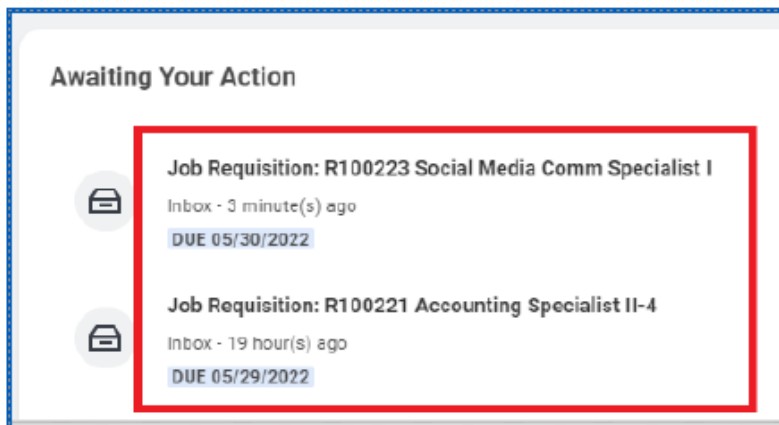 Awaiting Your Action
Job Requisition: R100223 Social Media Comm Specialist I
Inbox - 3 minute(s) ago
DUE 05/30/2022
Job Requisition: R100221 Accounting Specialist II-4
Inbox - 19 hour(s) ago
DUE 05/29/2022